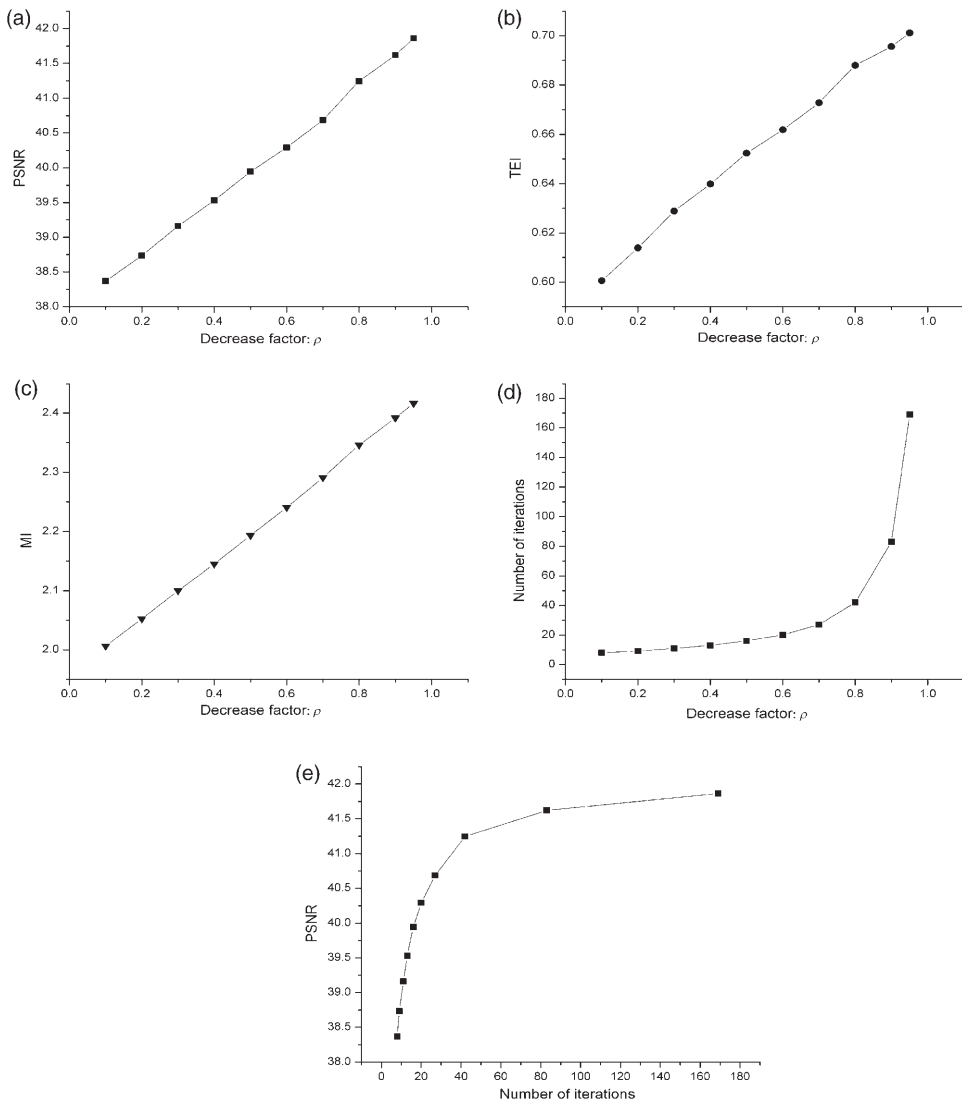 (a)
PSNR
42.0
41.5
41.0
40.5
40.0
39.5
39.0
38.5
38.0
0.0 0.2 0.4 0.6 0.8 1.0
Decrease factor: ρ
(b)
TEI
0.70
0.68
0.66
0.64
0.62
0.60
0.0 0.2 0.4 0.6 0.8 1.0
Decrease factor: ρ
(c)
MI
2.4
2.3
2.2
2.1
2.0
0.0 0.2 0.4 0.6 0.8 1.0
Decrease factor: ρ
(d)
Number of iterations
180
160
140
120
100
80
60
40
20
0
0.0 0.2 0.4 0.6 0.8 1.0
Decrease factor: ρ
(e)
PSNR
42.0
41.5
41.0
40.5
40.0
39.5
39.0
38.5
38.0
0 20 40 60 80 100 120 140 160 180
Number of iterations